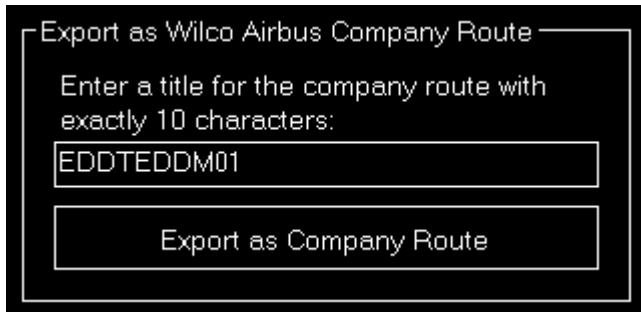 Export as Wilco Airbus Company Route
Enter a title for the company route with
exactly 10 characters:
EDDTEDDM01
Export as Company Route